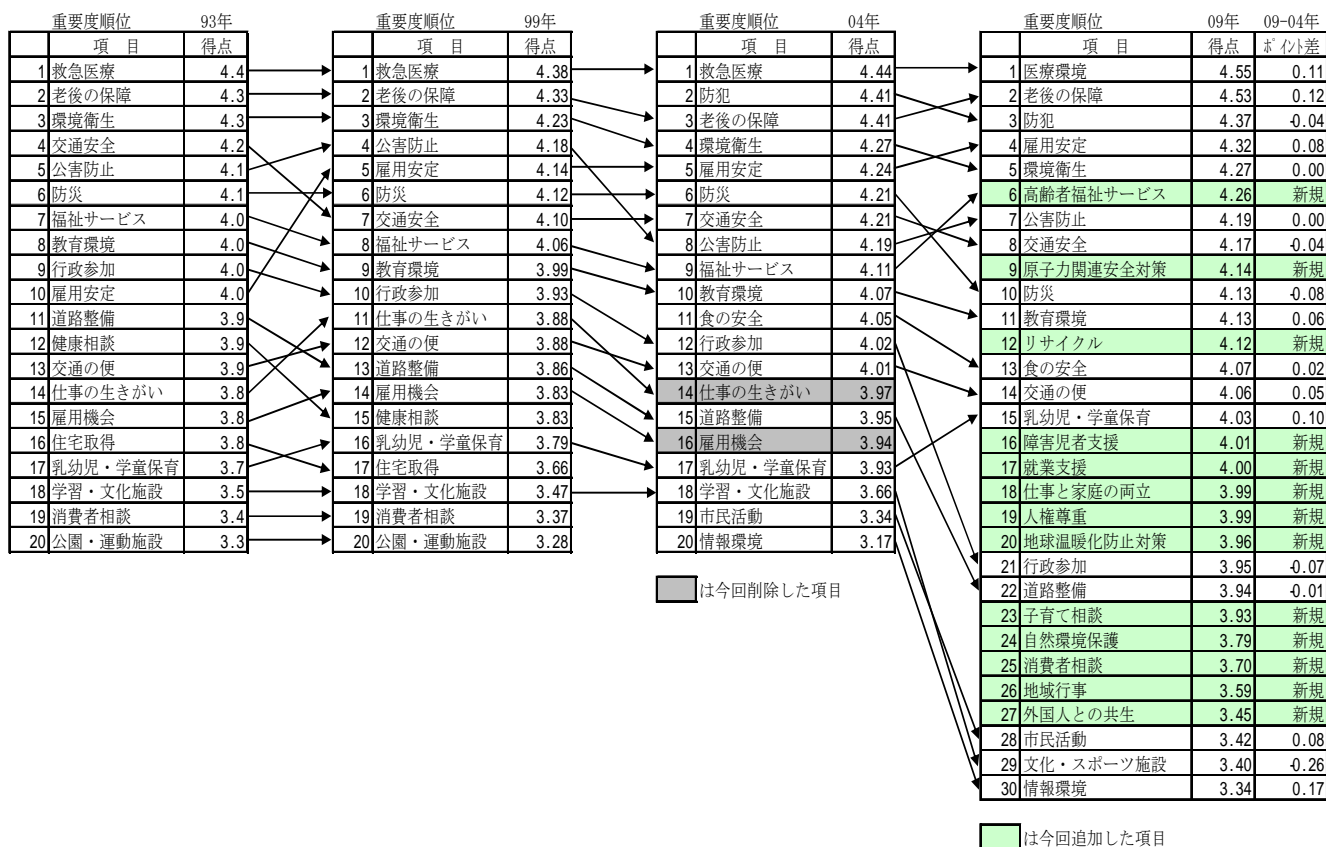 重要度順位 93年
項　目 得点
1 救急医療 4.4
2 老後の保障 4.3
3 環境衛生 4.3
4 交通安全 4.2
5 公害防止 4.1
6 防災 4.1
7 福祉サービス 4.0
8 教育環境 4.0
9 行政参加 4.0
10 雇用安定 4.0
11 道路整備 3.9
12 健康相談 3.9
13 交通の便 3.9
14 仕事の生きがい 3.8
15 雇用機会 3.8
16 住宅取得 3.8
17 乳幼児・学童保育 3.7
18 学習・文化施設 3.5
19 消費者相談 3.4
20 公園・運動施設 3.3
重要度順位 99年
項　目 得点
1 救急医療 4.38
2 老後の保障 4.33
3 環境衛生 4.23
4 公害防止 4.18
5 雇用安定 4.14
6 防災 4.12
7 交通安全 4.10
8 福祉サービス 4.06
9 教育環境 3.99
10 行政参加 3.93
11 仕事の生きがい 3.88
12 交通の便 3.88
13 道路整備 3.86
14 雇用機会 3.83
15 健康相談 3.83
16 乳幼児・学童保育 3.79
17 住宅取得 3.66
18 学習・文化施設 3.47
19 消費者相談 3.37
20 公園・運動施設 3.28
重要度順位 04年
項　目 得点
1 救急医療 4.44
2 防犯 4.41
3 老後の保障 4.41
4 環境衛生 4.27
5 雇用安定 4.24
6 防災 4.21
7 交通安全 4.21
8 公害防止 4.19
9 福祉サービス 4.11
10 教育環境 4.07
11 食の安全 4.05
12 行政参加 4.02
13 交通の便 4.01
14 仕事の生きがい 3.97
15 道路整備 3.95
16 雇用機会 3.94
17 乳幼児・学童保育 3.93
18 学習・文化施設 3.66
19 市民活動 3.34
20 情報環境 3.17
は今回削除した項目
重要度順位 09年 09-04年
項　目 得点 ﾎﾟｲﾝﾄ差
1 医療環境 4.55 0.11
2 老後の保障 4.53 0.12
3 防犯 4.37 -0.04
4 雇用安定 4.32 0.08
5 環境衛生 4.27 0.00
6 高齢者福祉サービス 4.26 新規
7 公害防止 4.19 0.00
8 交通安全 4.17 -0.04
9 原子力関連安全対策 4.14 新規
10 防災 4.13 -0.08
11 教育環境 4.13 0.06
12 リサイクル 4.12 新規
13 食の安全 4.07 0.02
14 交通の便 4.06 0.05
15 乳幼児・学童保育 4.03 0.10
16 障害児者支援 4.01 新規
17 就業支援 4.00 新規
18 仕事と家庭の両立 3.99 新規
19 人権尊重 3.99 新規
20 地球温暖化防止対策 3.96 新規
21 行政参加 3.95 -0.07
22 道路整備 3.94 -0.01
23 子育て相談 3.93 新規
24 自然環境保護 3.79 新規
25 消費者相談 3.70 新規
26 地域行事 3.59 新規
27 外国人との共生 3.45 新規
28 市民活動 3.42 0.08
29 文化・スポーツ施設 3.40 -0.26
30 情報環境 3.34 0.17
は今回追加した項目